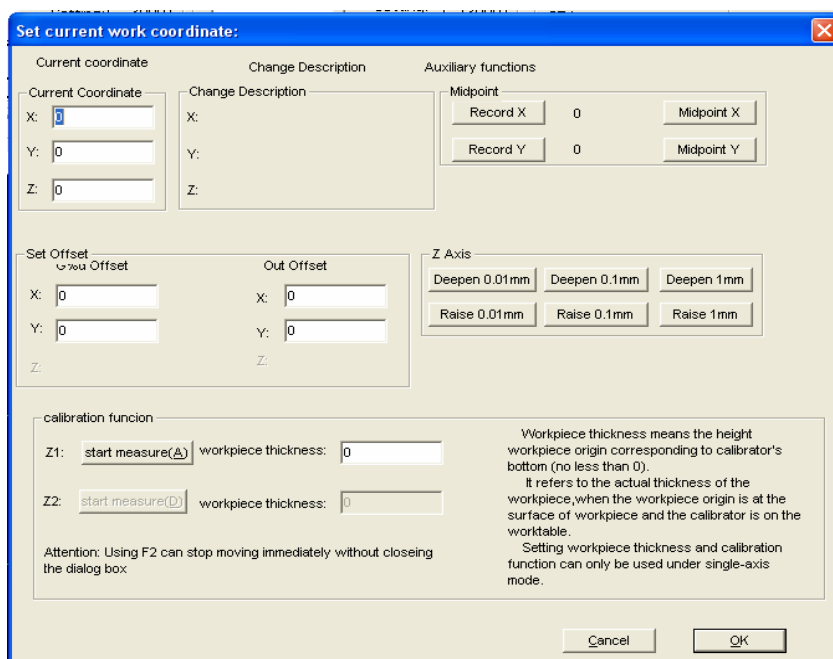 Set current work coordinate:
Current coordinate
Change Description
Auxiliary functions
Current Coordinate
Change Description
Midpoint
X: 0
X:
Record X 0 Midpoint X
Y: 0
Y:
Record Y 0 Midpoint Y
Z: 0
Z:
Set Offset
Z Axis
G%d Offset
Out Offset
X: 0
X: 0
Deepen 0.01mm Deepen 0.1mm Deepen 1mm
Y: 0
Y: 0
Raise 0.01mm Raise 0.1mm Raise 1mm
Z:
Z:
calibration funcion
Z1: start measure(A) workpiece thickness: 0
Z2: start measure(D) workpiece thickness: 0
Attention: Using F2 can stop moving immediately without closeing
the dialog box
Workpiece thickness means the height
workpiece origin corresponding to calibrator's
bottom (no less than 0).
It refers to the actual thickness of the
workpiece,when the workpiece origin is at the
surface of workpiece and the calibrator is on the
worktable.
Setting workpiece thickness and calibration
function can only be used under single-axis
mode.
Cancel OK